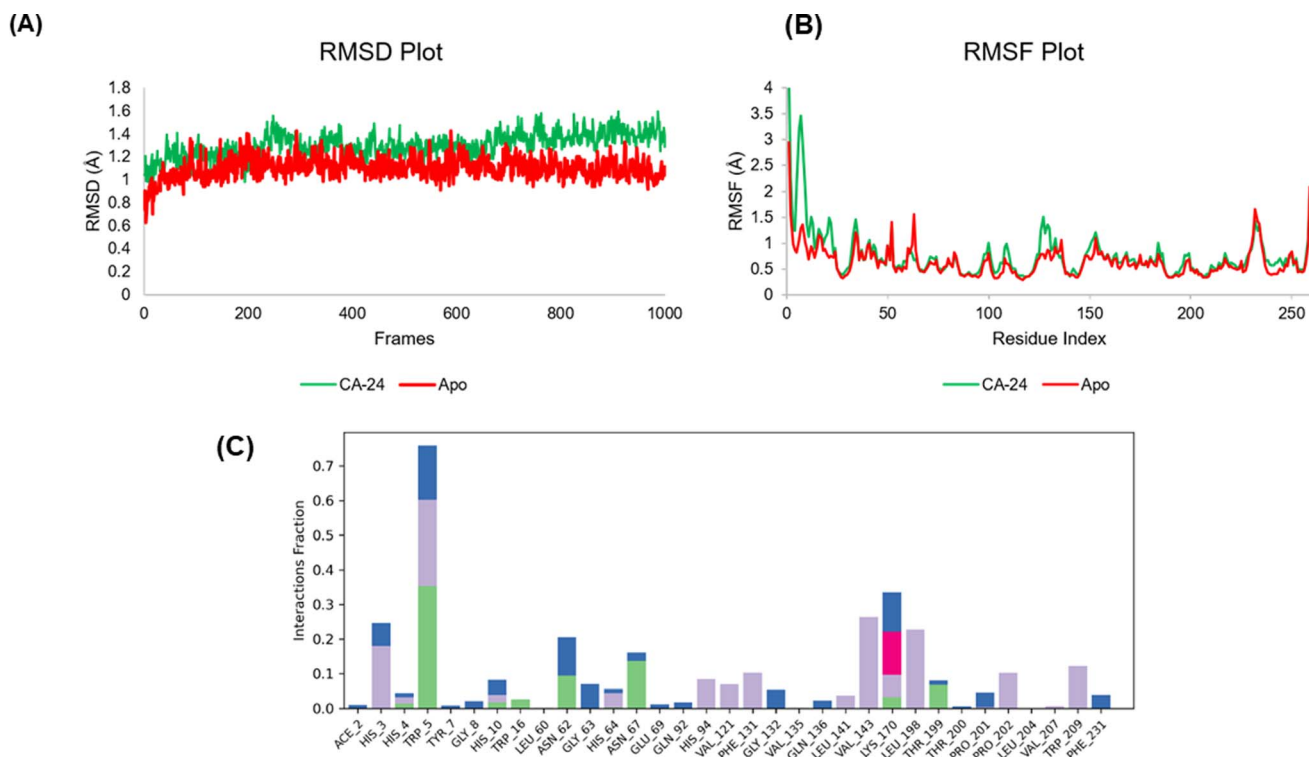 (A)
RMSD Plot
RMSD (Å)
1.8
1.6
1.4
1.2
1
0.8
0.6
0.4
0.2
0
0 200 400 600 800 1000
Frames
CA-24 Apo
(B)
RMSF Plot
RMSF (Å)
4
3.5
3
2.5
2
1.5
1
0.5
0
0 50 100 150 200 250
Residue Index
CA-24 Apo
(C)
Interactions Fraction
0.7
0.6
0.5
0.4
0.3
0.2
0.1
0.0
ACE_2 HIS_3 HIS_4 TRP_5 TYR_7 GLY_8 HIS_10 TRP_16 LEU_60 ASN_62 GLY_63 HIS_64 ASN_67 GLU_69 GLN_92 HIS_94 VAL_121 PHE_131 GLY_132 VAL_135 GLN_136 LEU_141 VAL_143 LYS_170 LEU_198 THR_199 THR_200 PRO_201 PRO_202 LEU_204 VAL_207 TRP_209 PHE_231